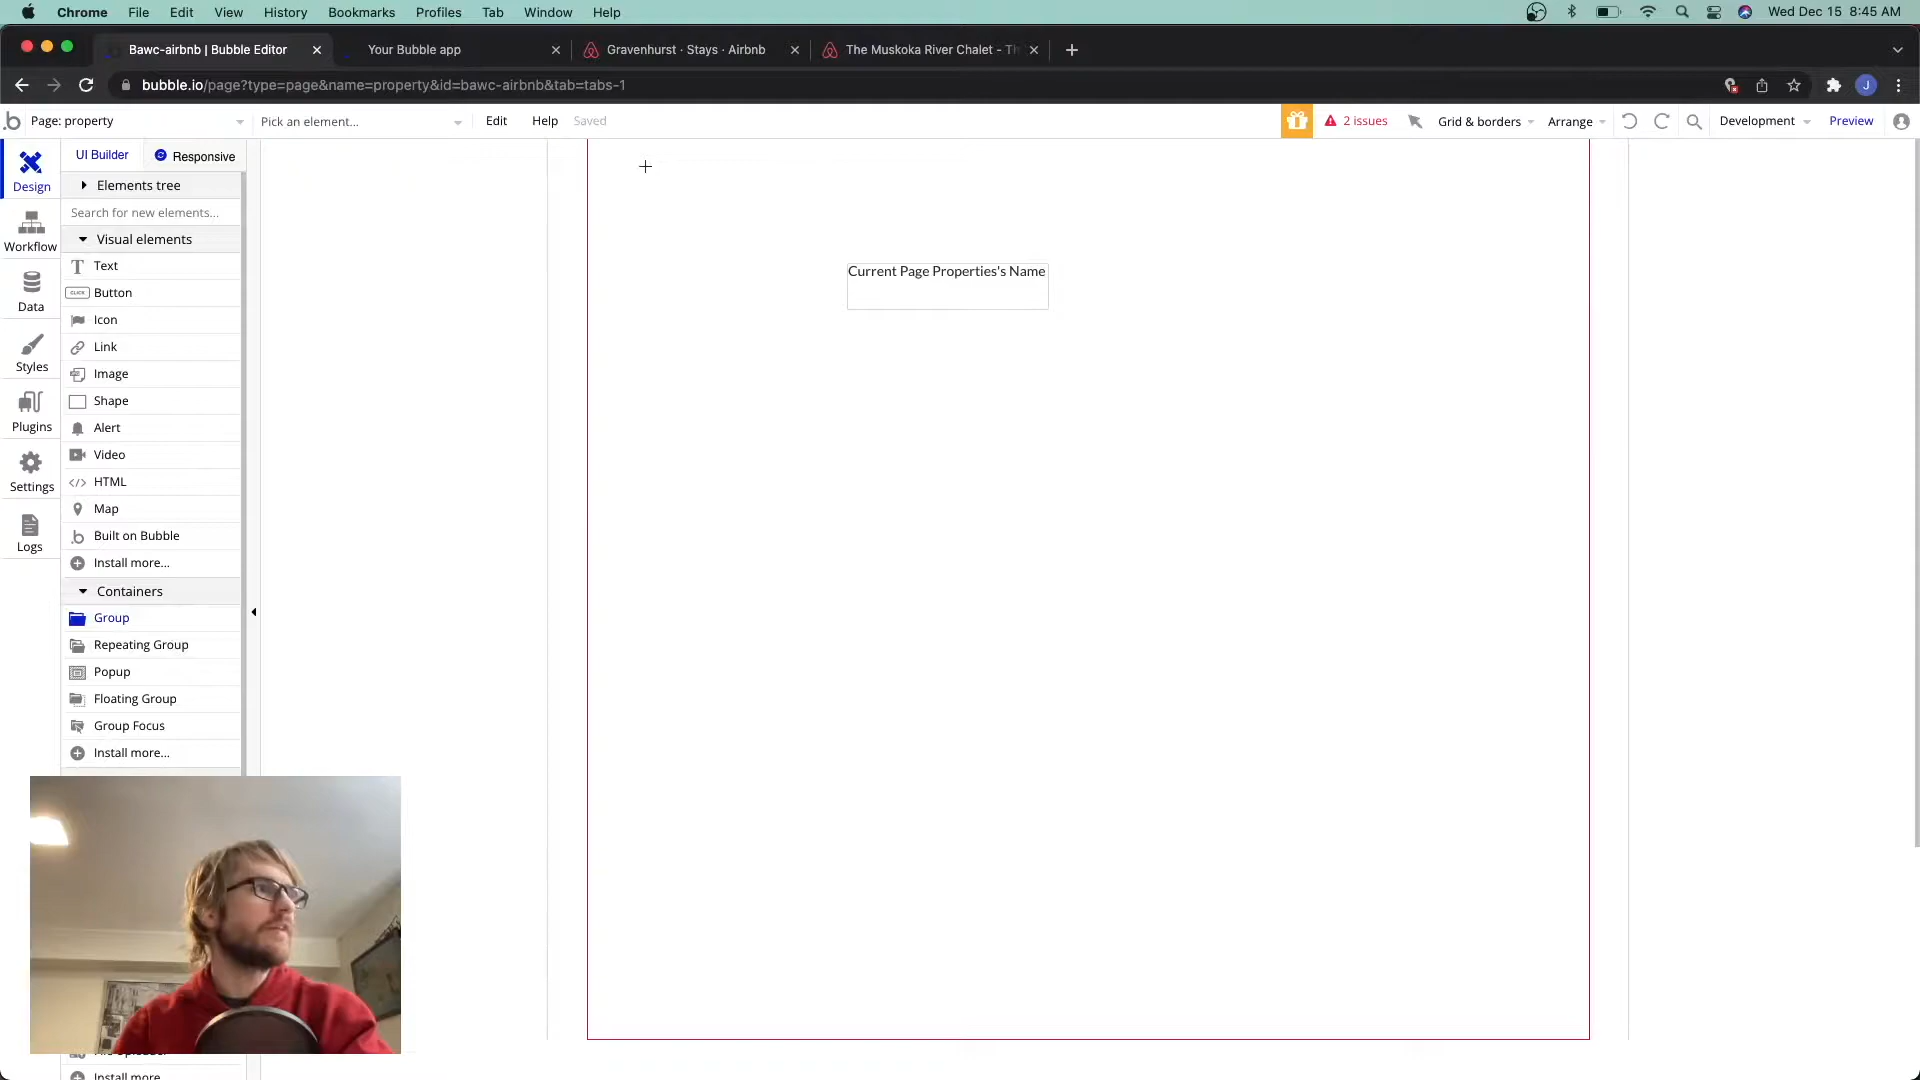 Chrome File Edit View History Bookmarks Profiles Tab Window Help Wed Dec 15 8:45 AM
Bawc-airbnb | Bubble Editor Your Bubble app Gravenhurst · Stays · Airbnb The Muskoka River Chalet - Th
bubble.io/page?type=page&name=property&id=bawc-airbnb&tab=tabs-1 J
Page: property Pick an element... Edit Help Saved 2 issues Grid & borders Arrange Development Preview
UI Builder Responsive
Design
Elements tree
Search for new elements...
Visual elements
Workflow
Text
Current Page Properties's Name
Button
CLICK
Data
Icon
Link
Styles
Image
Shape
Plugins
Alert
Video
Settings
HTML
Map
Built on Bubble
Logs
Install more...
Containers
Group
Repeating Group
Popup
Floating Group
Group Focus
Install more...
Install more